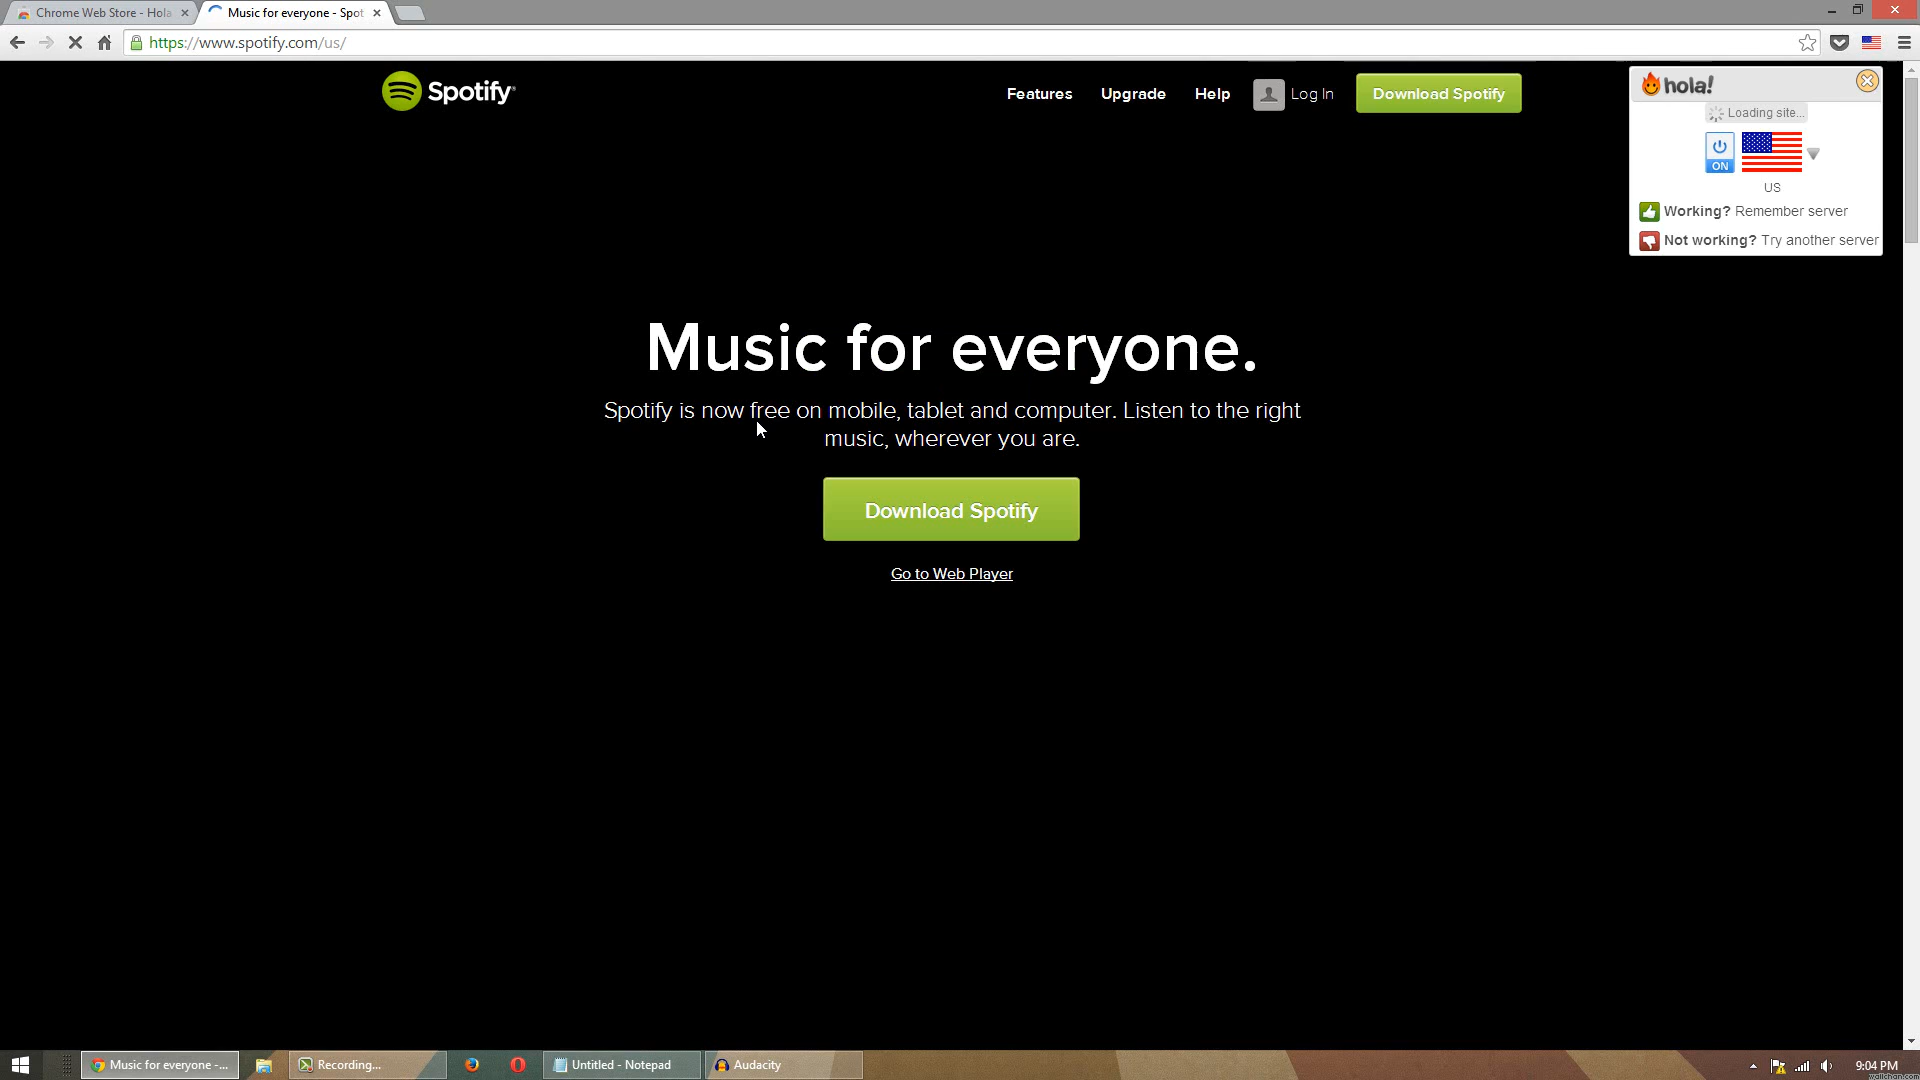 Chrome Web Store - Hola
Music for everyone - Spot
https://www.spotify.com/us/
Spotify®
Features
Upgrade
Help
Log In
Download Spotify
hola!
Loading site...
ON
US
Working? Remember server
Not working? Try another server
Music for everyone.
Spotify is now free on mobile, tablet and computer. Listen to the right
music, wherever you are.
Download Spotify
Go to Web Player
Music for everyone -...
Recording...
Untitled - Notepad
Audacity
9:04 PM
wallchan.com